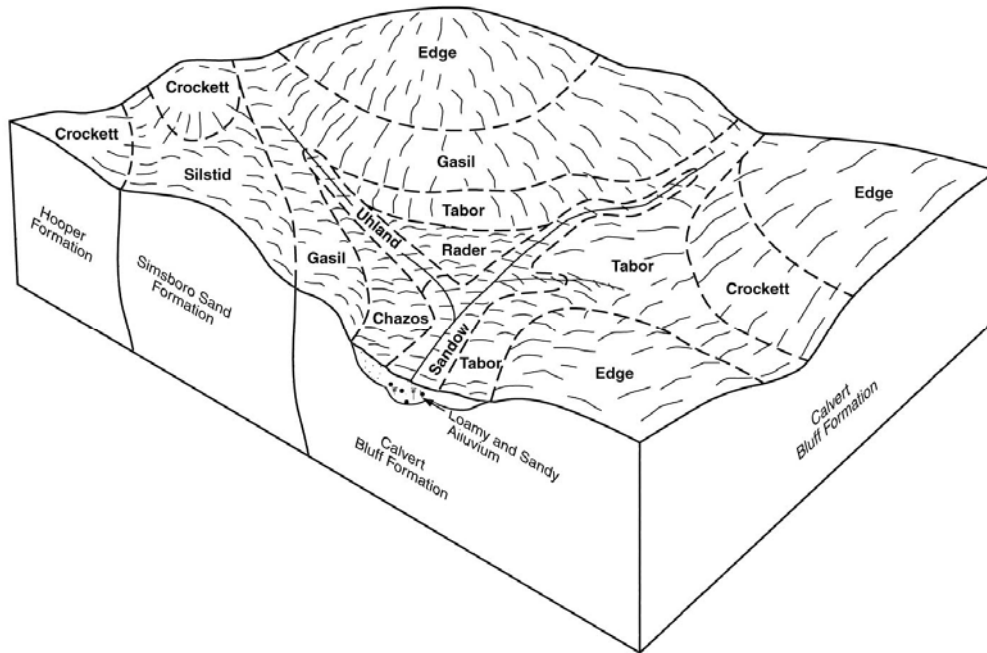 Edge
Crockett
Crockett
Gasil
Silstid
Edge
Tabor
Uhland
Rader
Hooper
Formation
Gasil
Tabor
Simsboro Sand
Formation
Crockett
Chazos
Sandow
Tabor
Edge
Loamy and Sandy
Ailuvium
Calvert
Bluff Formation
Calvert
Bluff Formation